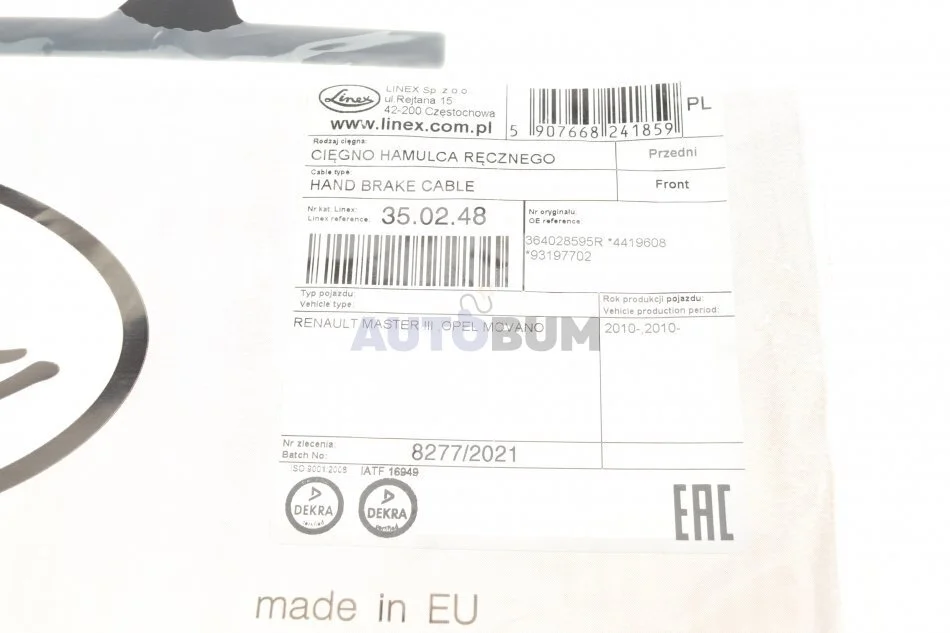 Linex
LINEX Sp. z o.o.
ul. Rejtana 15
42-200 Częstochowa
www.linex.com.pl
5 907668 241859
PL
Rodzaj cięgna:
CIĘGNO HAMULCA RĘCZNEGO
Przedni
Cable type:
HAND BRAKE CABLE
Front
Nr kat. Linex:
Linex reference:
35.02.48
Nr oryginału:
OE reference:
364028595R *4419608
*93197702
Typ pojazdu:
Vehicle type:
Rok produkcji pojazdu:
Vehicle production period:
RENAULT MASTER III ,OPEL MOVANO
2010-,2010-
AUTOBUM
Nr zlecenia:
Batch No:
8277/2021
ISO 9001:2008
IATF 16949
DEKRA
certified
DEKRA
certified
EAC
made in EU